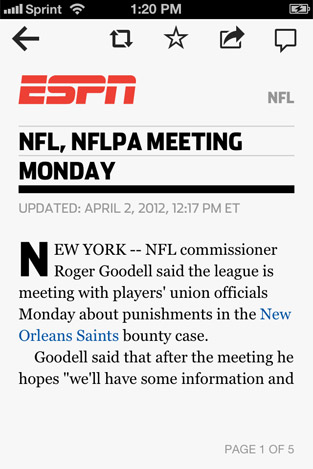 Sprint 1:20 PM
ESPN
NFL
NFL, NFLPA MEETING
MONDAY
UPDATED: APRIL 2, 2012, 12:17 PM ET
NEW YORK -- NFL commissioner
Roger Goodell said the league is
meeting with players' union officials
Monday about punishments in the New
Orleans Saints bounty case.
Goodell said that after the meeting he
hopes "we'll have some information and
PAGE 1 OF 5